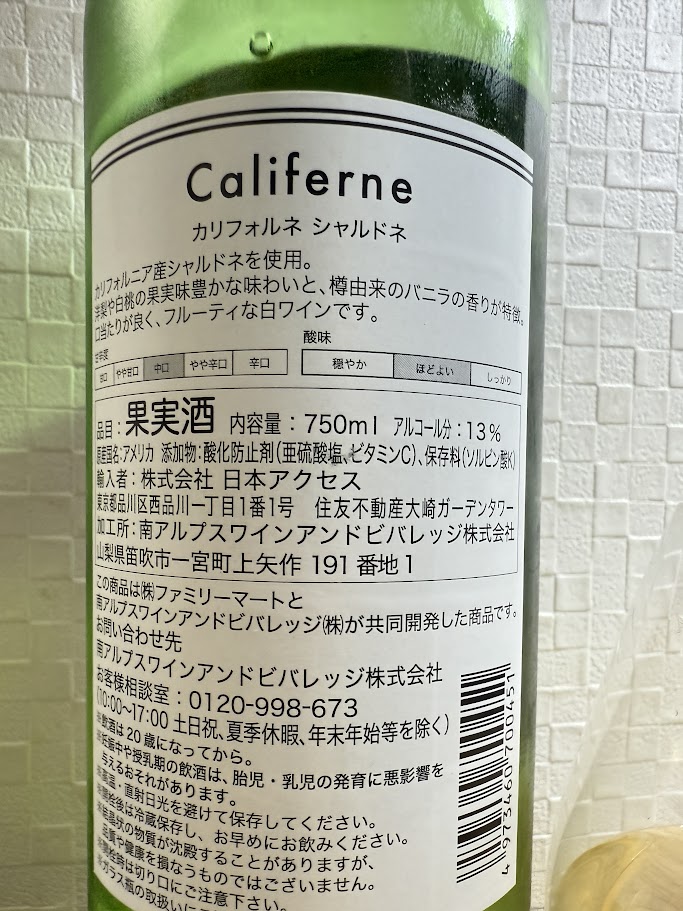 Califerne
カリフォルネ シャルドネ
カリフォルニア産シャルドネを使用。
洋梨や白桃の果実味豊かな味わいと、樽由来のバニラの香りが特徴。
口当たりが良く、フルーティな白ワインです。
甘辛度
甘口 やや甘口 中口 やや辛口 辛口
酸味
穏やか ほどよい しっかり
品目：果実酒 内容量：750ml アルコール分：13%
原産国名：アメリカ 添加物：酸化防止剤(亜硫酸塩、ビタミンC)、保存料(ソルビン酸K)
輸入者：株式会社 日本アクセス
東京都品川区西品川一丁目1番1号 住友不動産大崎ガーデンタワー
加工所：南アルプスワインアンドビバレッジ株式会社
山梨県笛吹市一宮町上矢作 191 番地1
この商品は㈱ファミリーマートと
南アルプスワインアンドビバレッジ㈱が共同開発した商品です。
お問い合わせ先
南アルプスワインアンドビバレッジ株式会社
お客様相談室：0120-998-673
(10:00~17:00 土日祝、夏季休暇、年末年始等を除く)
※飲酒は20歳になってから。
※妊娠中や授乳期の飲酒は、胎児・乳児の発育に悪影響を
与えるおそれがあります。
※高温・直射日光を避けて保存してください。
※開栓後は冷蔵保存し、お早めにお飲みください。
※結晶状の物質が沈殿することがありますが、
品質や健康を損なうものではございません。
※開栓時は切り口にご注意下さい。
※ガラス瓶の取扱いに
4 973460 700451